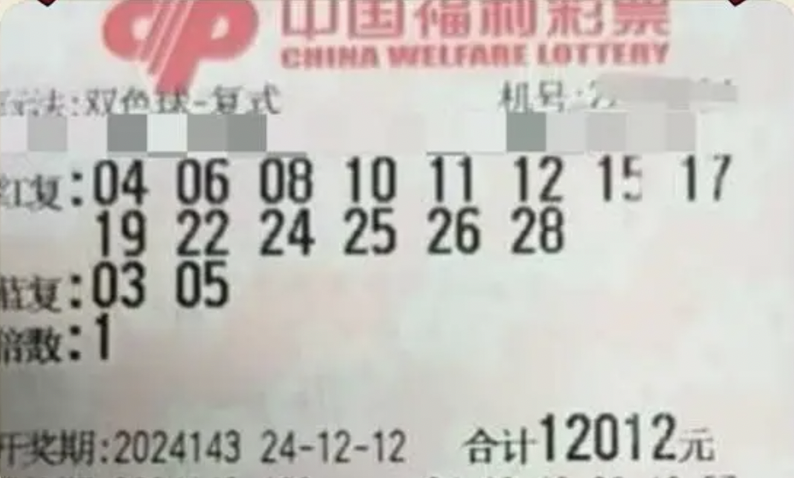 中国福利彩票
CHINA WELFARE LOTTERY
玩法:双色球-复式 机号:
红复:04 06 08 10 11 12 15 17
19 22 24 25 26 28
蓝复:03 05
倍数:1
开奖期:2024143 24-12-12 合计12012元